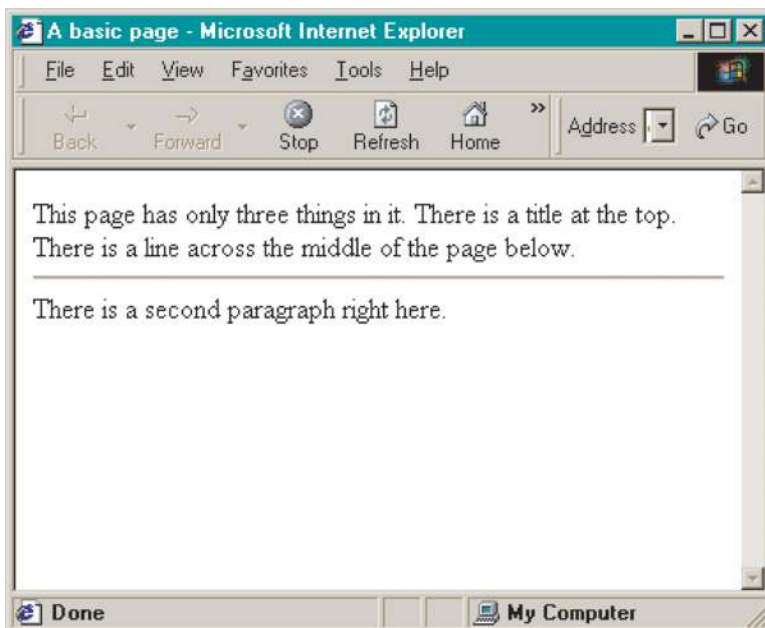 A basic page - Microsoft Internet Explorer
File Edit View Favorites Tools Help
Back Forward Stop Refresh Home » Address Go
This page has only three things in it. There is a title at the top.
There is a line across the middle of the page below.
There is a second paragraph right here.
Done My Computer